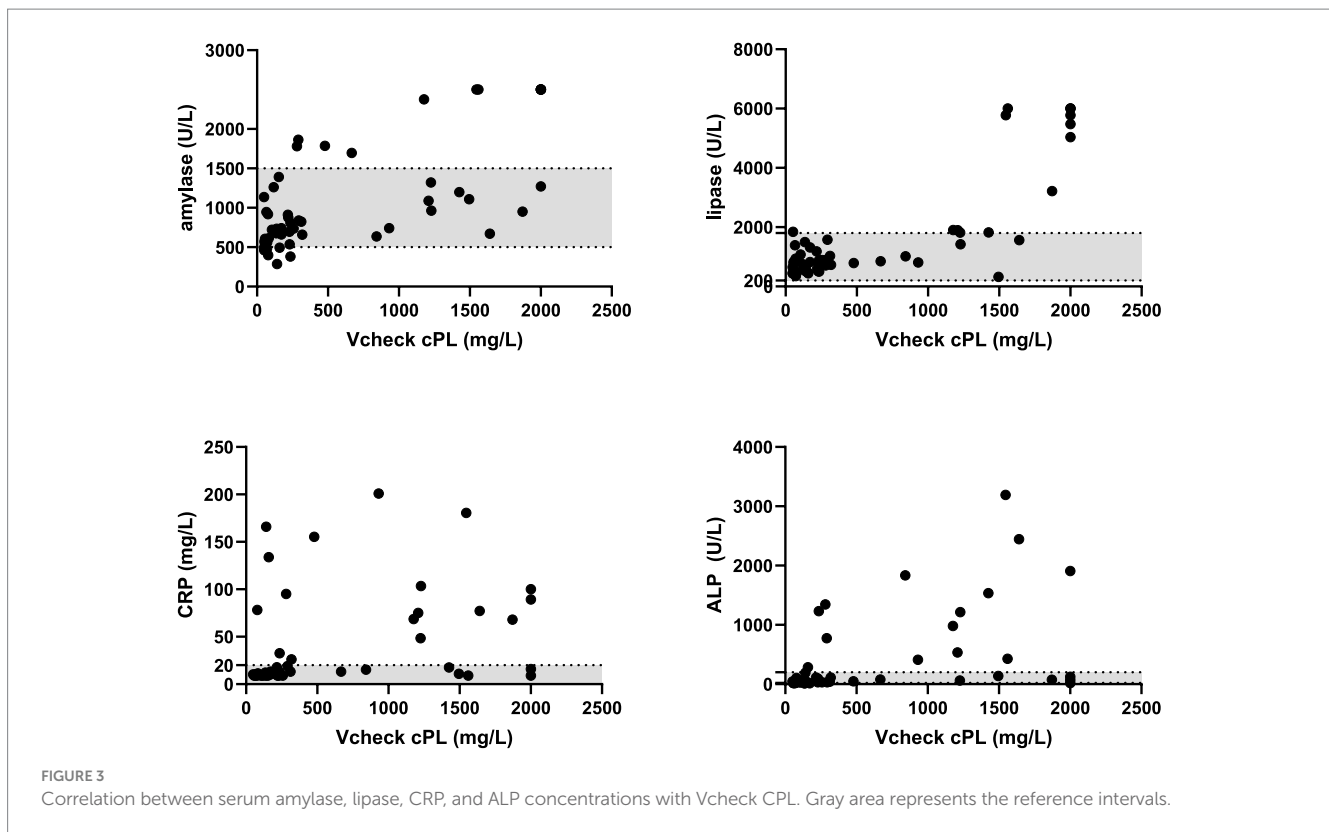 3000
2500
2000
1500
1000
500
0
amylase (U/L)
0 500 1000 1500 2000 2500
Vcheck cPL (mg/L)
8000
6000
4000
2000
200
0
lipase (U/L)
0 500 1000 1500 2000 2500
Vcheck cPL (mg/L)
250
200
150
100
50
20
0
CRP (mg/L)
0 500 1000 1500 2000 2500
Vcheck cPL (mg/L)
4000
3000
2000
1000
0
ALP (U/L)
0 500 1000 1500 2000 2500
Vcheck cPL (mg/L)
FIGURE 3
Correlation between serum amylase, lipase, CRP, and ALP concentrations with Vcheck CPL. Gray area represents the reference intervals.